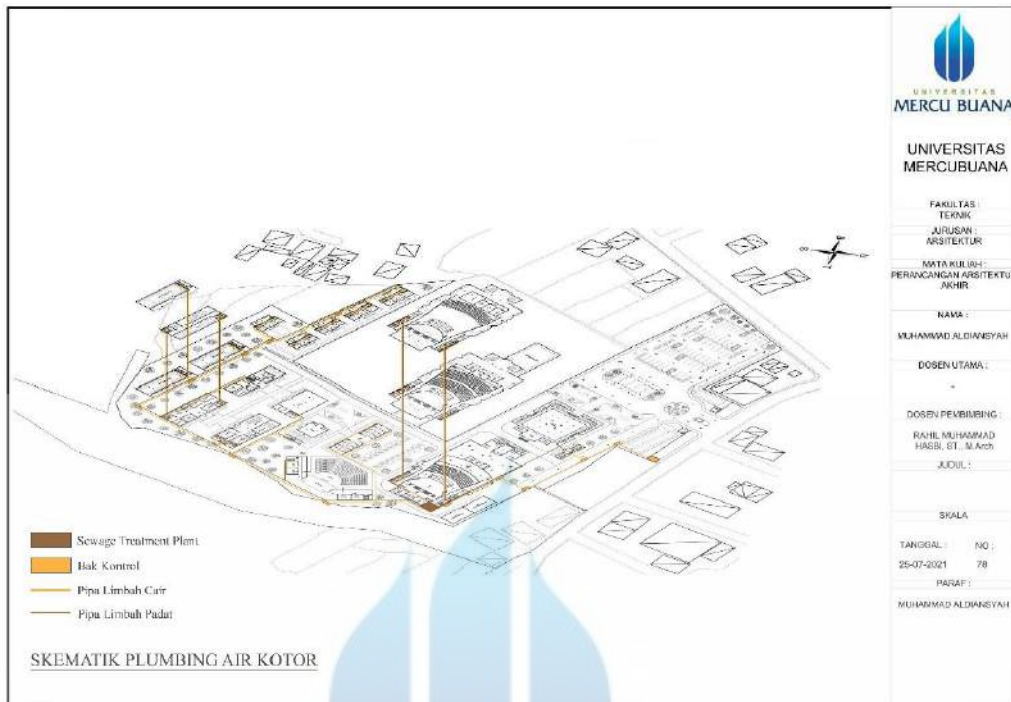 Sewage Treatment Plant
Bak Kontrol
Pipa Limbah Cair
Pipa Limbah Padat
SKEMATIK PLUMBING AIR KOTOR
UNIVERSITAS
MERCU BUANA
UNIVERSITAS
MERCUBUANA
FAKULTAS :
TEKNIK
JURUSAN :
ARSITEKTUR
MATA KULIAH :
PERANCANGAN ARSITEKTU
AKHIR
NAMA :
MUHAMMAD ALDIANSYAH
DOSEN UTAMA :
-
DOSEN PEMBIMBING :
RAHIL MUHAMMAD
HASBI, ST., M.Arch
JUDUL :
SKALA
TANGGAL : NO :
25-07-2021 78
PARAF :
MUHAMMAD ALDIANSYAH